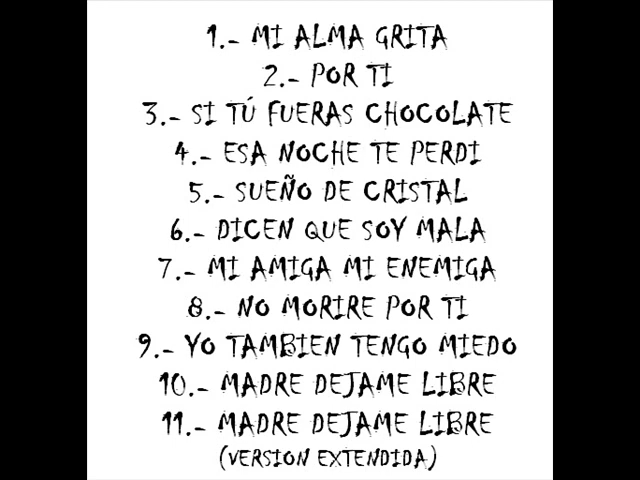 1.- MI ALMA GRITA
2.- POR TI
3.- SI TÚ FUERAS CHOCOLATE
4.- ESA NOCHE TE PERDI
5.- SUEÑO DE CRISTAL
6.- DICEN QUE SOY MALA
7.- MI AMIGA MI ENEMIGA
8.- NO MORIRE POR TI
9.- YO TAMBIEN TENGO MIEDO
10.- MADRE DEJAME LIBRE
11.- MADRE DEJAME LIBRE
(VERSION EXTENDIDA)